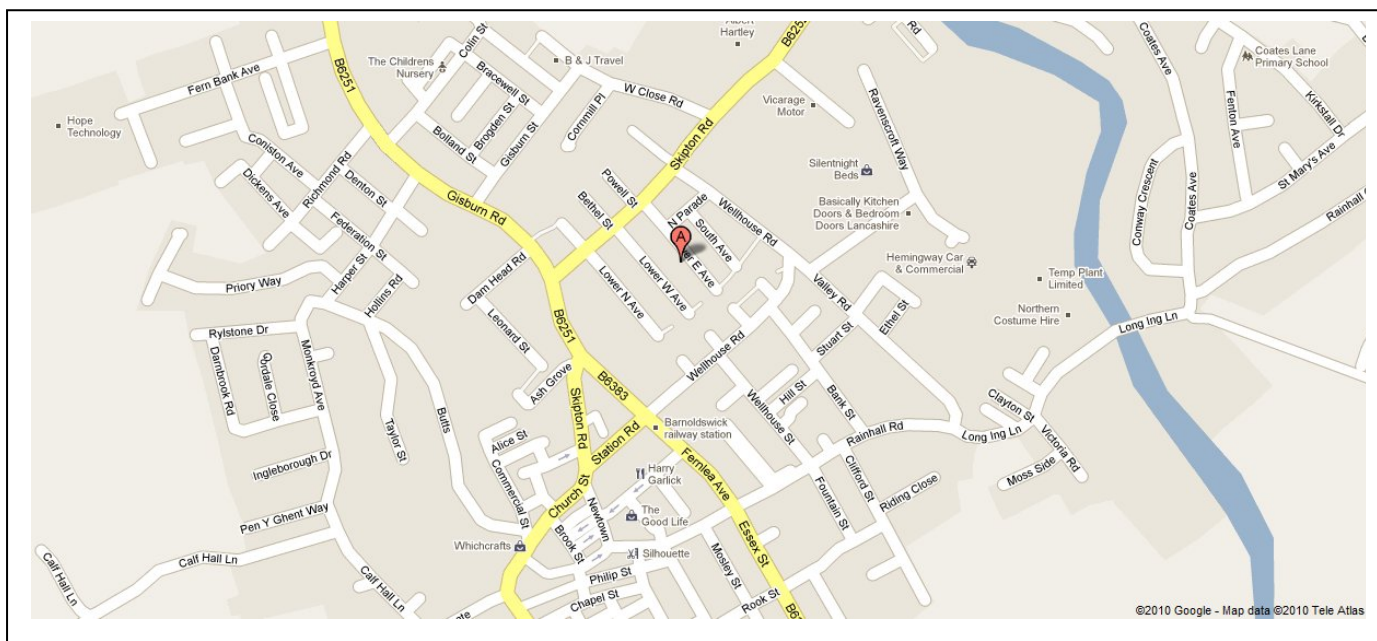 Albert
Hartley
B625
Colin St
The Childrens
Nursery
B & J Travel
Fern Bank Ave
B6251
Bracewell St
W Close Rd
Vicarage
Motor
Coates Ave
Coates Lane
Primary School
Hope
Technology
Brogden St
Cornmill Pl
Bolland St
Gisburn St
Skipton Rd
Ravenscroft Way
Fenton Ave
Kirkstall Dr
Coniston Ave
Richmond Rd
Dickens Ave
Denton St
Gisburn Rd
Powell St
Silentnight
Beds
St Mary's Ave
Federation St
Bethel St
N Parade
Wellhouse Rd
South Ave
Basically Kitchen
Doors & Bedroom
Doors Lancashire
Conway Crescent
Coates Ave
Rainhall
A
er E Ave
Harper St
Hollins Rd
Dam Head Rd
Lower N Ave
Lower W Ave
Valley Rd
Hemingway Car
& Commercial
Temp Plant
Limited
Priory Way
Northern
Costume Hire
Rylstone Dr
Leonard St
B6251
Stuart St
Ethel St
Long Ing Ln
Darnbrook Rd
Cordale Close
Monkroyd Ave
Wellhouse Rd
Ash Grove
B6383
Hill St
Clayton St
Taylor St
Butts
Skipton Rd
Station Rd
Barnoldswick
railway station
Wellhouse St
Bank St
Rainhall Rd
Long Ing Ln
Victoria Rd
Alice St
Ingleborough Dr
Commercial St
Harry
Garlick
Fernlea Ave
Clifford St
Moss Side
Church St
Fountain St
Riding Close
Pen Y Ghent Way
Newtown
The
Good Life
Essex St
Whichcrafts
Brook St
Silhouette
Calf Hall Ln
Calf Hall Ln
Calf Hall Ln
Philip St
Mosley St
Chapel St
Rook St
©2010 Google - Map data ©2010 Tele Atlas